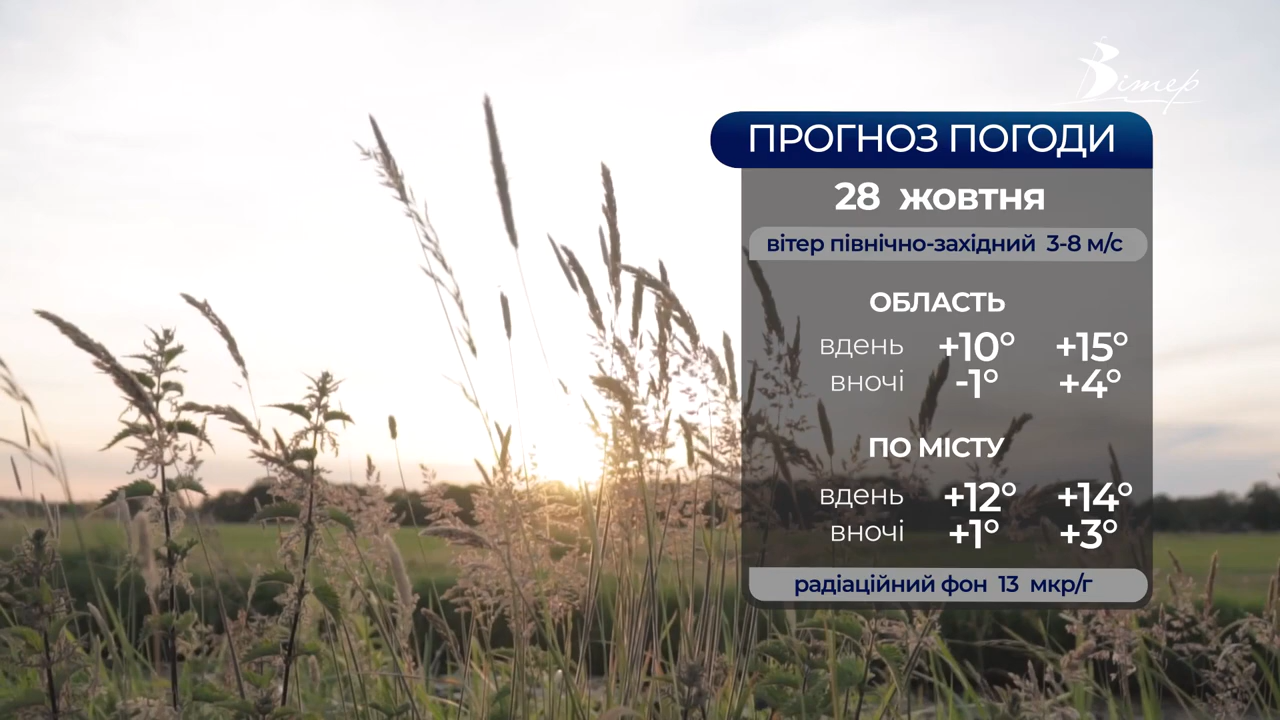 Вітер
ПРОГНОЗ ПОГОДИ
28 жовтня
вітер північно-західний 3-8 м/с
ОБЛАСТЬ
вдень +10° +15°
вночі -1° +4°
ПО МІСТУ
вдень +12° +14°
вночі +1° +3°
радіаційний фон 13 мкр/г